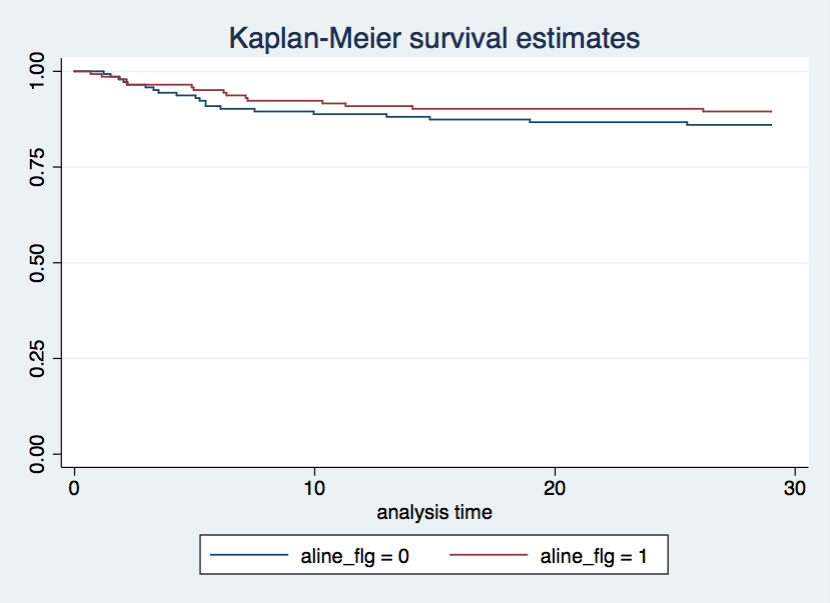 Kaplan-Meier survival estimates
1.00
0.75
0.50
0.25
0.00
0 10 20 30
analysis time
aline_flg = 0 aline_flg = 1